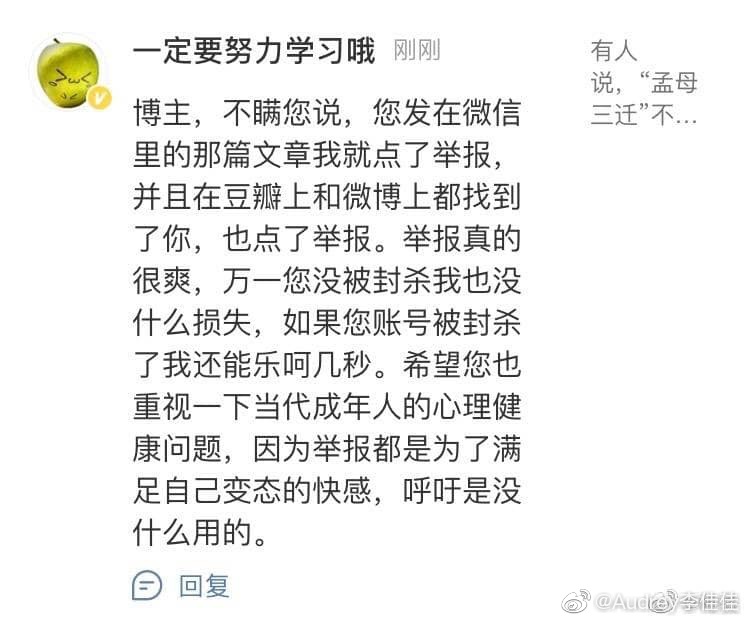 一定要努力学习哦 刚刚
博主，不瞒您说，您发在微信
里的那篇文章我就点了举报，
并且在豆瓣上和微博上都找到
了你，也点了举报。举报真的
很爽，万一您没被封杀我也没
什么损失，如果您账号被封杀
了我还能乐呵几秒。希望您也
重视一下当代成年人的心理健
康问题，因为举报都是为了满
足自己变态的快感，呼吁是没
什么用的。
回复
有人
说，“孟母
三迁”不...
@Audrey李佳佳